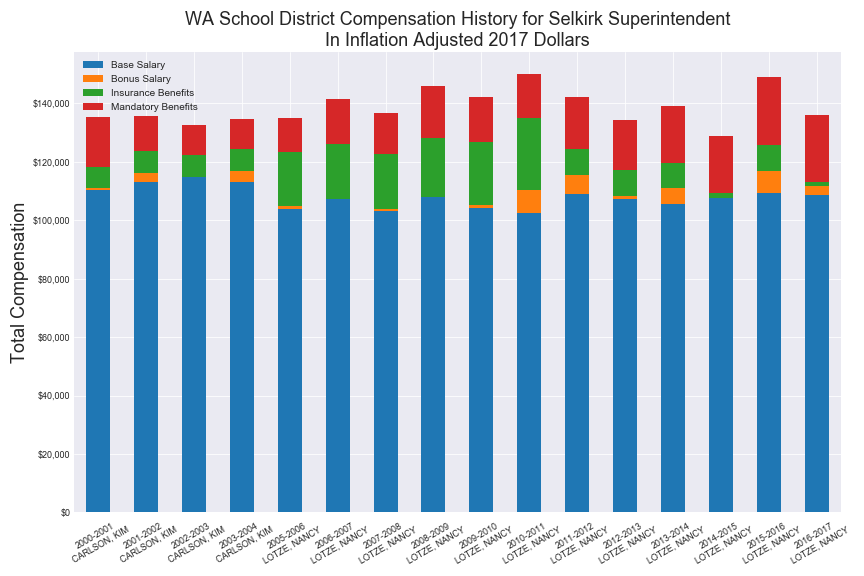 WA School District Compensation History for Selkirk Superintendent
In Inflation Adjusted 2017 Dollars
Base Salary
Bonus Salary
Insurance Benefits
Mandatory Benefits
Total Compensation
$140,000
$120,000
$100,000
$80,000
$60,000
$40,000
$20,000
$0
2000-2001
CARLSON, KIM
2001-2002
CARLSON, KIM
2002-2003
CARLSON, KIM
2003-2004
CARLSON, KIM
2005-2006
LOTZE, NANCY
2006-2007
LOTZE, NANCY
2007-2008
LOTZE, NANCY
2008-2009
LOTZE, NANCY
2009-2010
LOTZE, NANCY
2010-2011
LOTZE, NANCY
2011-2012
LOTZE, NANCY
2012-2013
LOTZE, NANCY
2013-2014
LOTZE, NANCY
2014-2015
LOTZE, NANCY
2015-2016
LOTZE, NANCY
2016-2017
LOTZE, NANCY